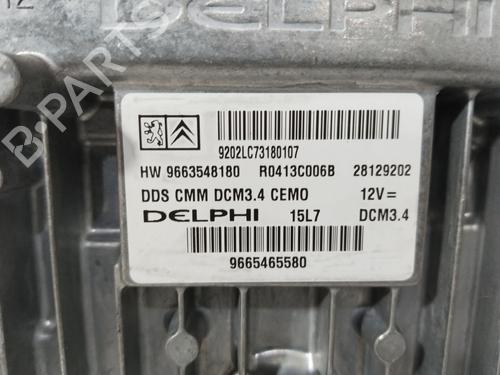 DELPHI
9202LC73180107
HW 9663548180 R0413C006B 28129202
DDS CMM DCM3.4 CEMO 12V=
DELPHI 15L7 DCM3.4
9665465580
B-PARTS